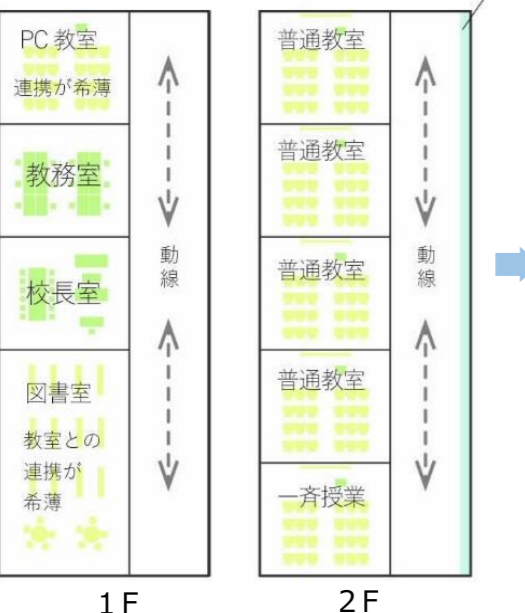 PC 教室
連携が希薄
教務室
校長室
図書室
教室との
連携が
希薄
動線
1F
普通教室
普通教室
普通教室
普通教室
一斉授業
動線
2F